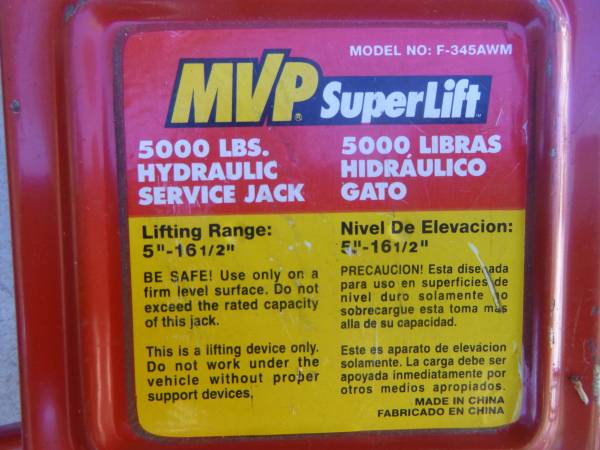 MODEL NO: F-345AWM
MVP® SuperLift™
5000 LBS.
HYDRAULIC
SERVICE JACK
5000 LIBRAS
HIDRÁULICO
GATO
Lifting Range:
5"-16 1/2"
BE SAFE! Use only on a
firm level surface. Do not
exceed the rated capacity
of this jack.
This is a lifting device only.
Do not work under the
vehicle without proper
support devices.
Nivel De Elevacion:
5"-16 1/2"
PRECAUCION! Esta diseñada
para uso en superficies de
nivel duro solamente no
sobrecargue esta toma mas
alla de su capacidad.
Este es aparato de elevácion
solamente. La carga debe ser
apoyada inmediatamente por
otros medios apropiados.
MADE IN CHINA
FABRICADO EN CHINA